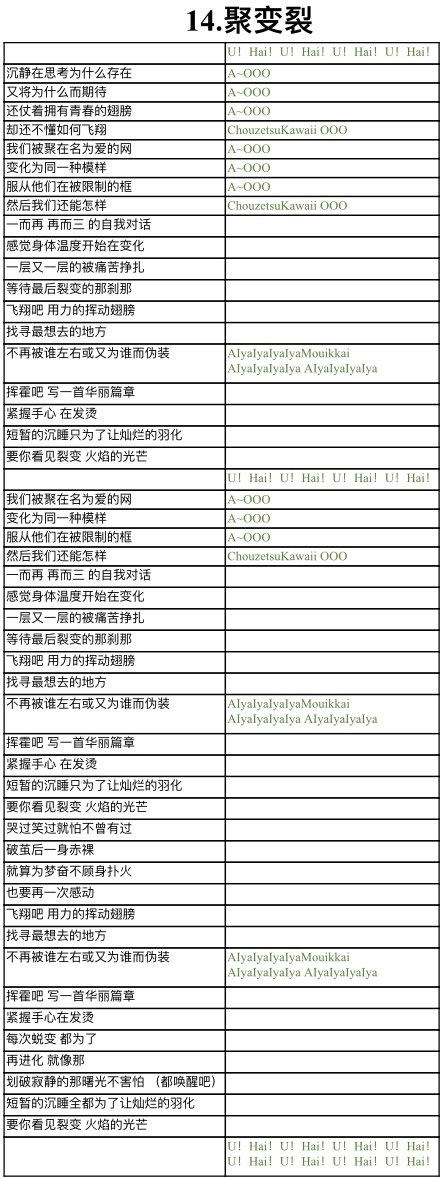 14.聚变裂
U！Hai！U！Hai！U！Hai！U！Hai！
沉静在思考为什么存在 A~OOO
又将为什么而期待 A~OOO
还仗着拥有青春的翅膀 A~OOO
却还不懂如何飞翔 ChouzetsuKawaii OOO
我们被聚在名为爱的网 A~OOO
变化为同一种模样 A~OOO
服从他们在被限制的框 A~OOO
然后我们还能怎样 ChouzetsuKawaii OOO
一而再 再而三 的自我对话
感觉身体温度开始在变化
一层又一层的被痛苦挣扎
等待最后裂变的那刹那
飞翔吧 用力的挥动翅膀
找寻最想去的地方
不再被谁左右或又为谁而伪装 AIyaIyaIyaIyaMouikkai
AIyaIyaIyaIya AIyaIyaIyaIya
挥霍吧 写一首华丽篇章
紧握手心 在发烫
短暂的沉睡只为了让灿烂的羽化
要你看见裂变 火焰的光芒
U！Hai！U！Hai！U！Hai！U！Hai！
我们被聚在名为爱的网 A~OOO
变化为同一种模样 A~OOO
服从他们在被限制的框 A~OOO
然后我们还能怎样 ChouzetsuKawaii OOO
一而再 再而三 的自我对话
感觉身体温度开始在变化
一层又一层的被痛苦挣扎
等待最后裂变的那刹那
飞翔吧 用力的挥动翅膀
找寻最想去的地方
不再被谁左右或又为谁而伪装 AIyaIyaIyaIyaMouikkai
AIyaIyaIyaIya AIyaIyaIyaIya
挥霍吧 写一首华丽篇章
紧握手心 在发烫
短暂的沉睡只为了让灿烂的羽化
要你看见裂变 火焰的光芒
哭过笑过就怕不曾有过
破茧后一身赤裸
就算为梦奋不顾身扑火
也要再一次感动
飞翔吧 用力的挥动翅膀
找寻最想去的地方
不再被谁左右或又为谁而伪装 AIyaIyaIyaIyaMouikkai
AIyaIyaIyaIya AIyaIyaIyaIya
挥霍吧 写一首华丽篇章
紧握手心在发烫
每次蜕变 都为了
再进化 就像那
划破寂静的那曙光不害怕 （都唤醒吧）
短暂的沉睡全都为了让灿烂的羽化
要你看见裂变 火焰的光芒
U！Hai！U！Hai！U！Hai！U！Hai！
U！Hai！U！Hai！U！Hai！U！Hai！